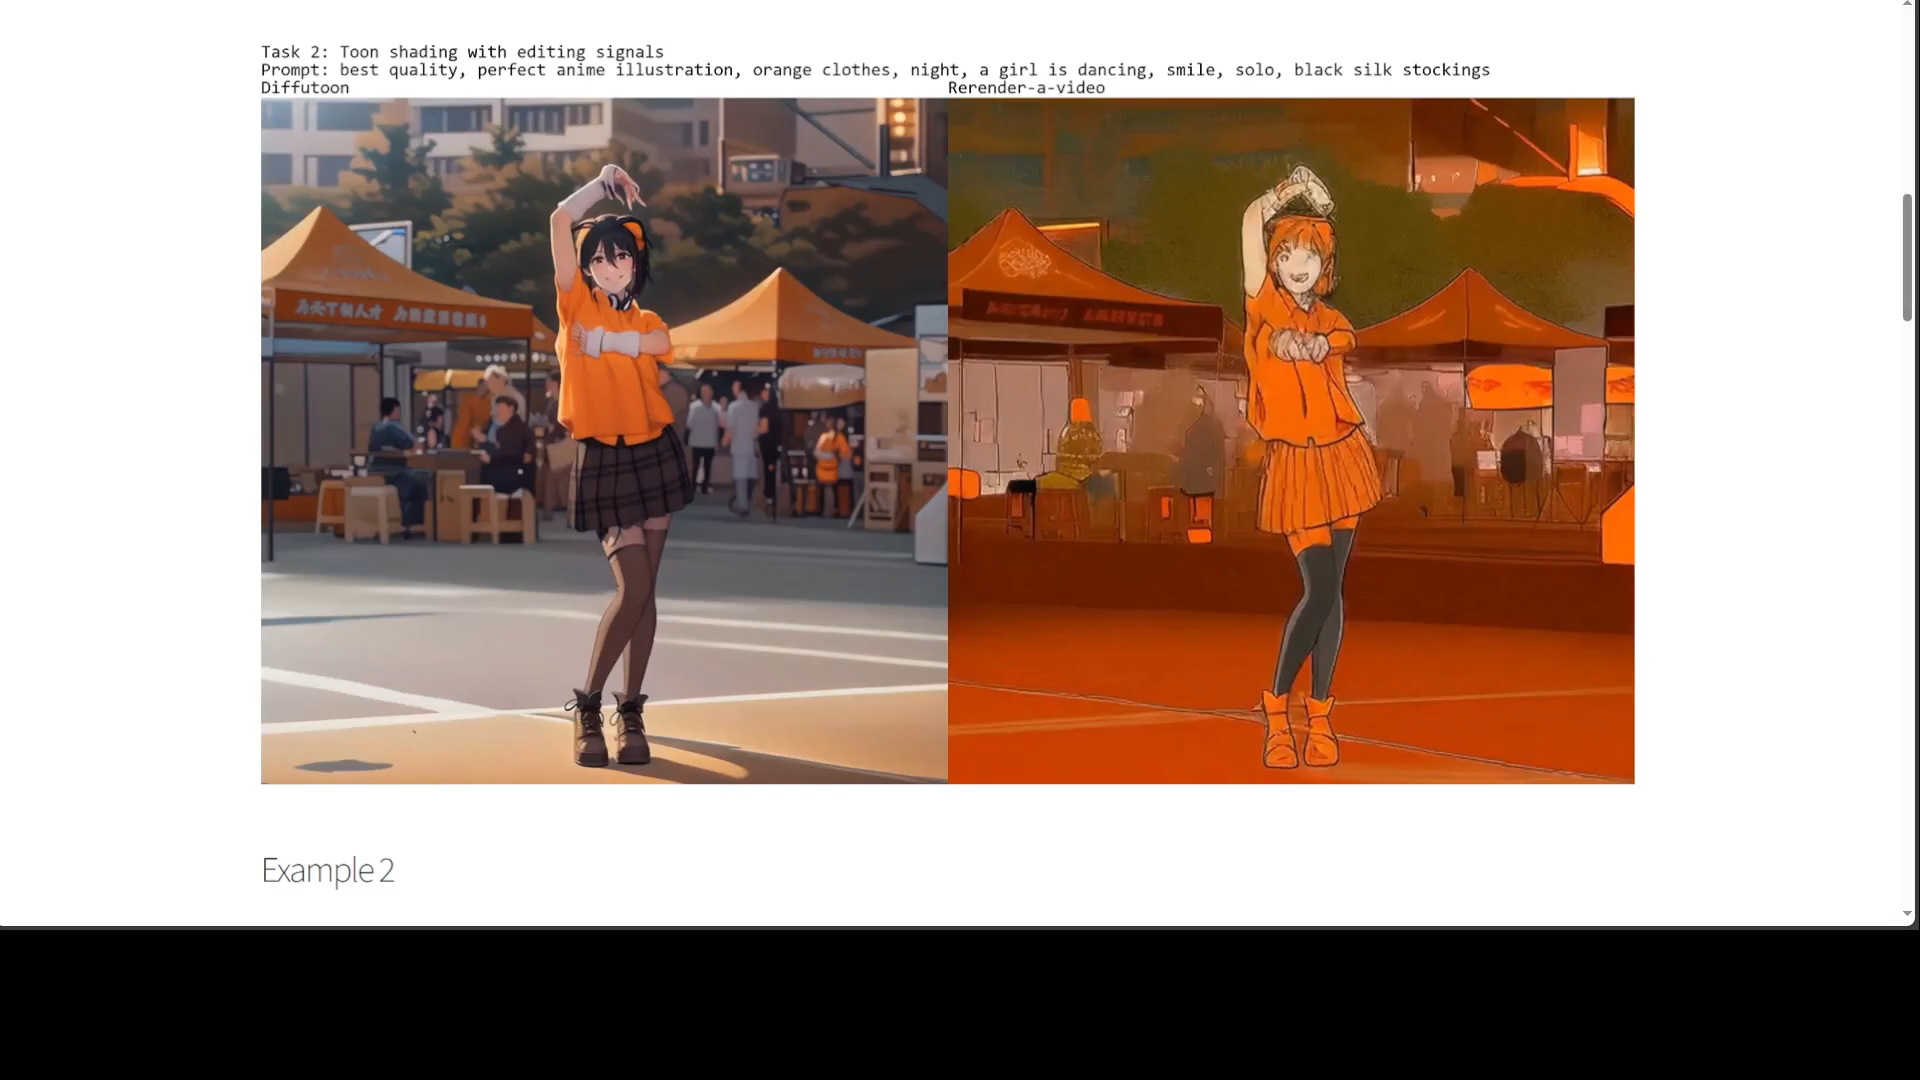 Task 2: Toon shading with editing signals
Prompt: best quality, perfect anime illustration, orange clothes, night, a girl is dancing, smile, solo, black silk stockings
Diffutoon
Rerender-a-video
Example 2